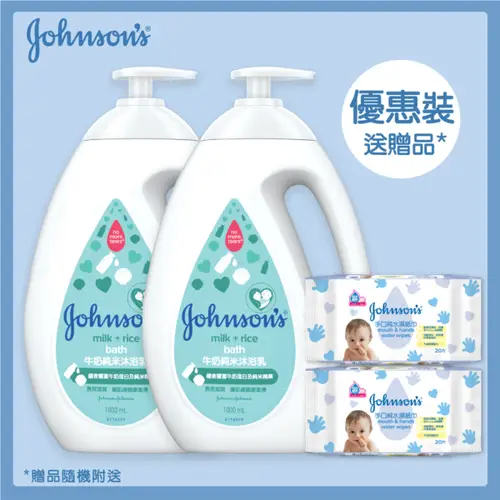 Johnson's
優惠裝
送贈品*
no
more
tears
Johnson's
milk + rice
bath
牛奶純米沐浴乳
1000 mL
no
more
tears
Johnson's
milk + rice
bath
牛奶純米沐浴乳
1000 mL
Johnson's
手口純水濕紙巾
mouth & hands
water wipes
20片
Johnson's
手口純水濕紙巾
mouth & hands
water wipes
20片
*贈品隨機附送